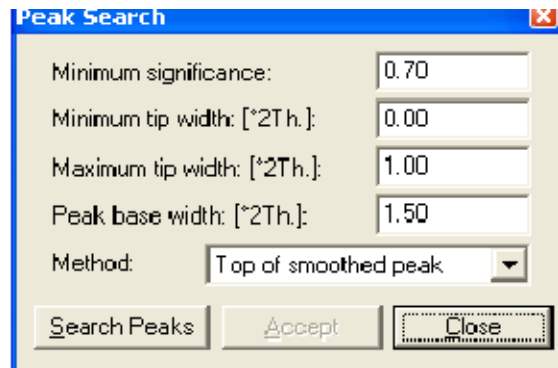 Peak Search
Minimum significance: 0.70
Minimum tip width: [°2Th.]: 0.00
Maximum tip width: [°2Th.]: 1.00
Peak base width: [°2Th.]: 1.50
Method: Top of smoothed peak
Search Peaks Accept Close